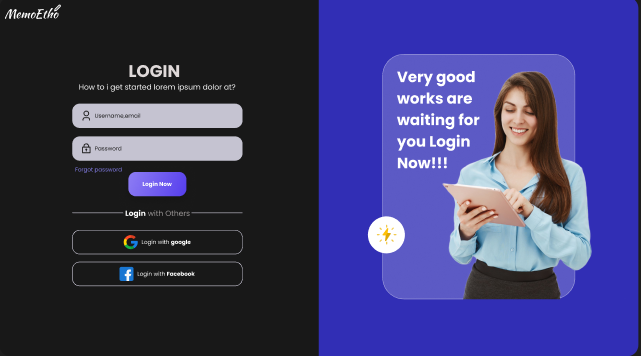 MemoEtho
LOGIN
How to i get started lorem ipsum dolor at?
Username,email
Password
Forgot password
Login Now
Login with Others
Login with google
Login with Facebook
Very good
works are
waiting for
you Login
Now!!!